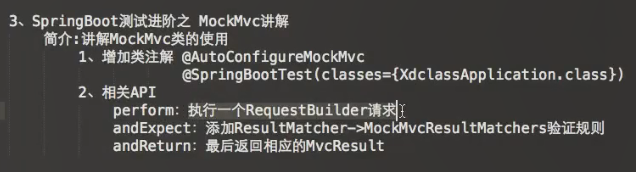 3、SpringBoot测试进阶之 MockMvc讲解
简介:讲解MockMvc类的使用
1、增加类注解 @AutoConfigureMockMvc
@SpringBootTest(classes={XdclassApplication.class})
2、相关API
perform：执行一个RequestBuilder请求
andExpect：添加ResultMatcher->MockMvcResultMatchers验证规则
andReturn：最后返回相应的MvcResult